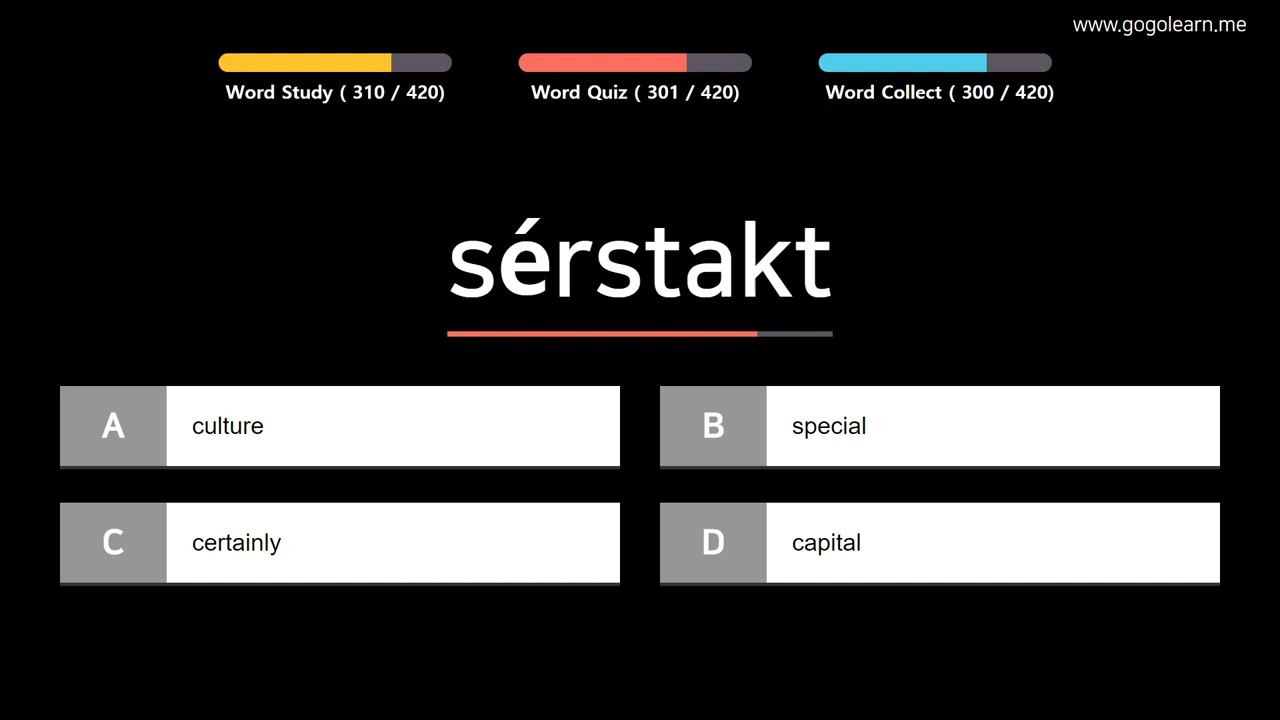 www.gogolearn.me
Word Study ( 310 / 420)
Word Quiz ( 301 / 420)
Word Collect ( 300 / 420)
sérstakt
A culture
B special
C certainly
D capital